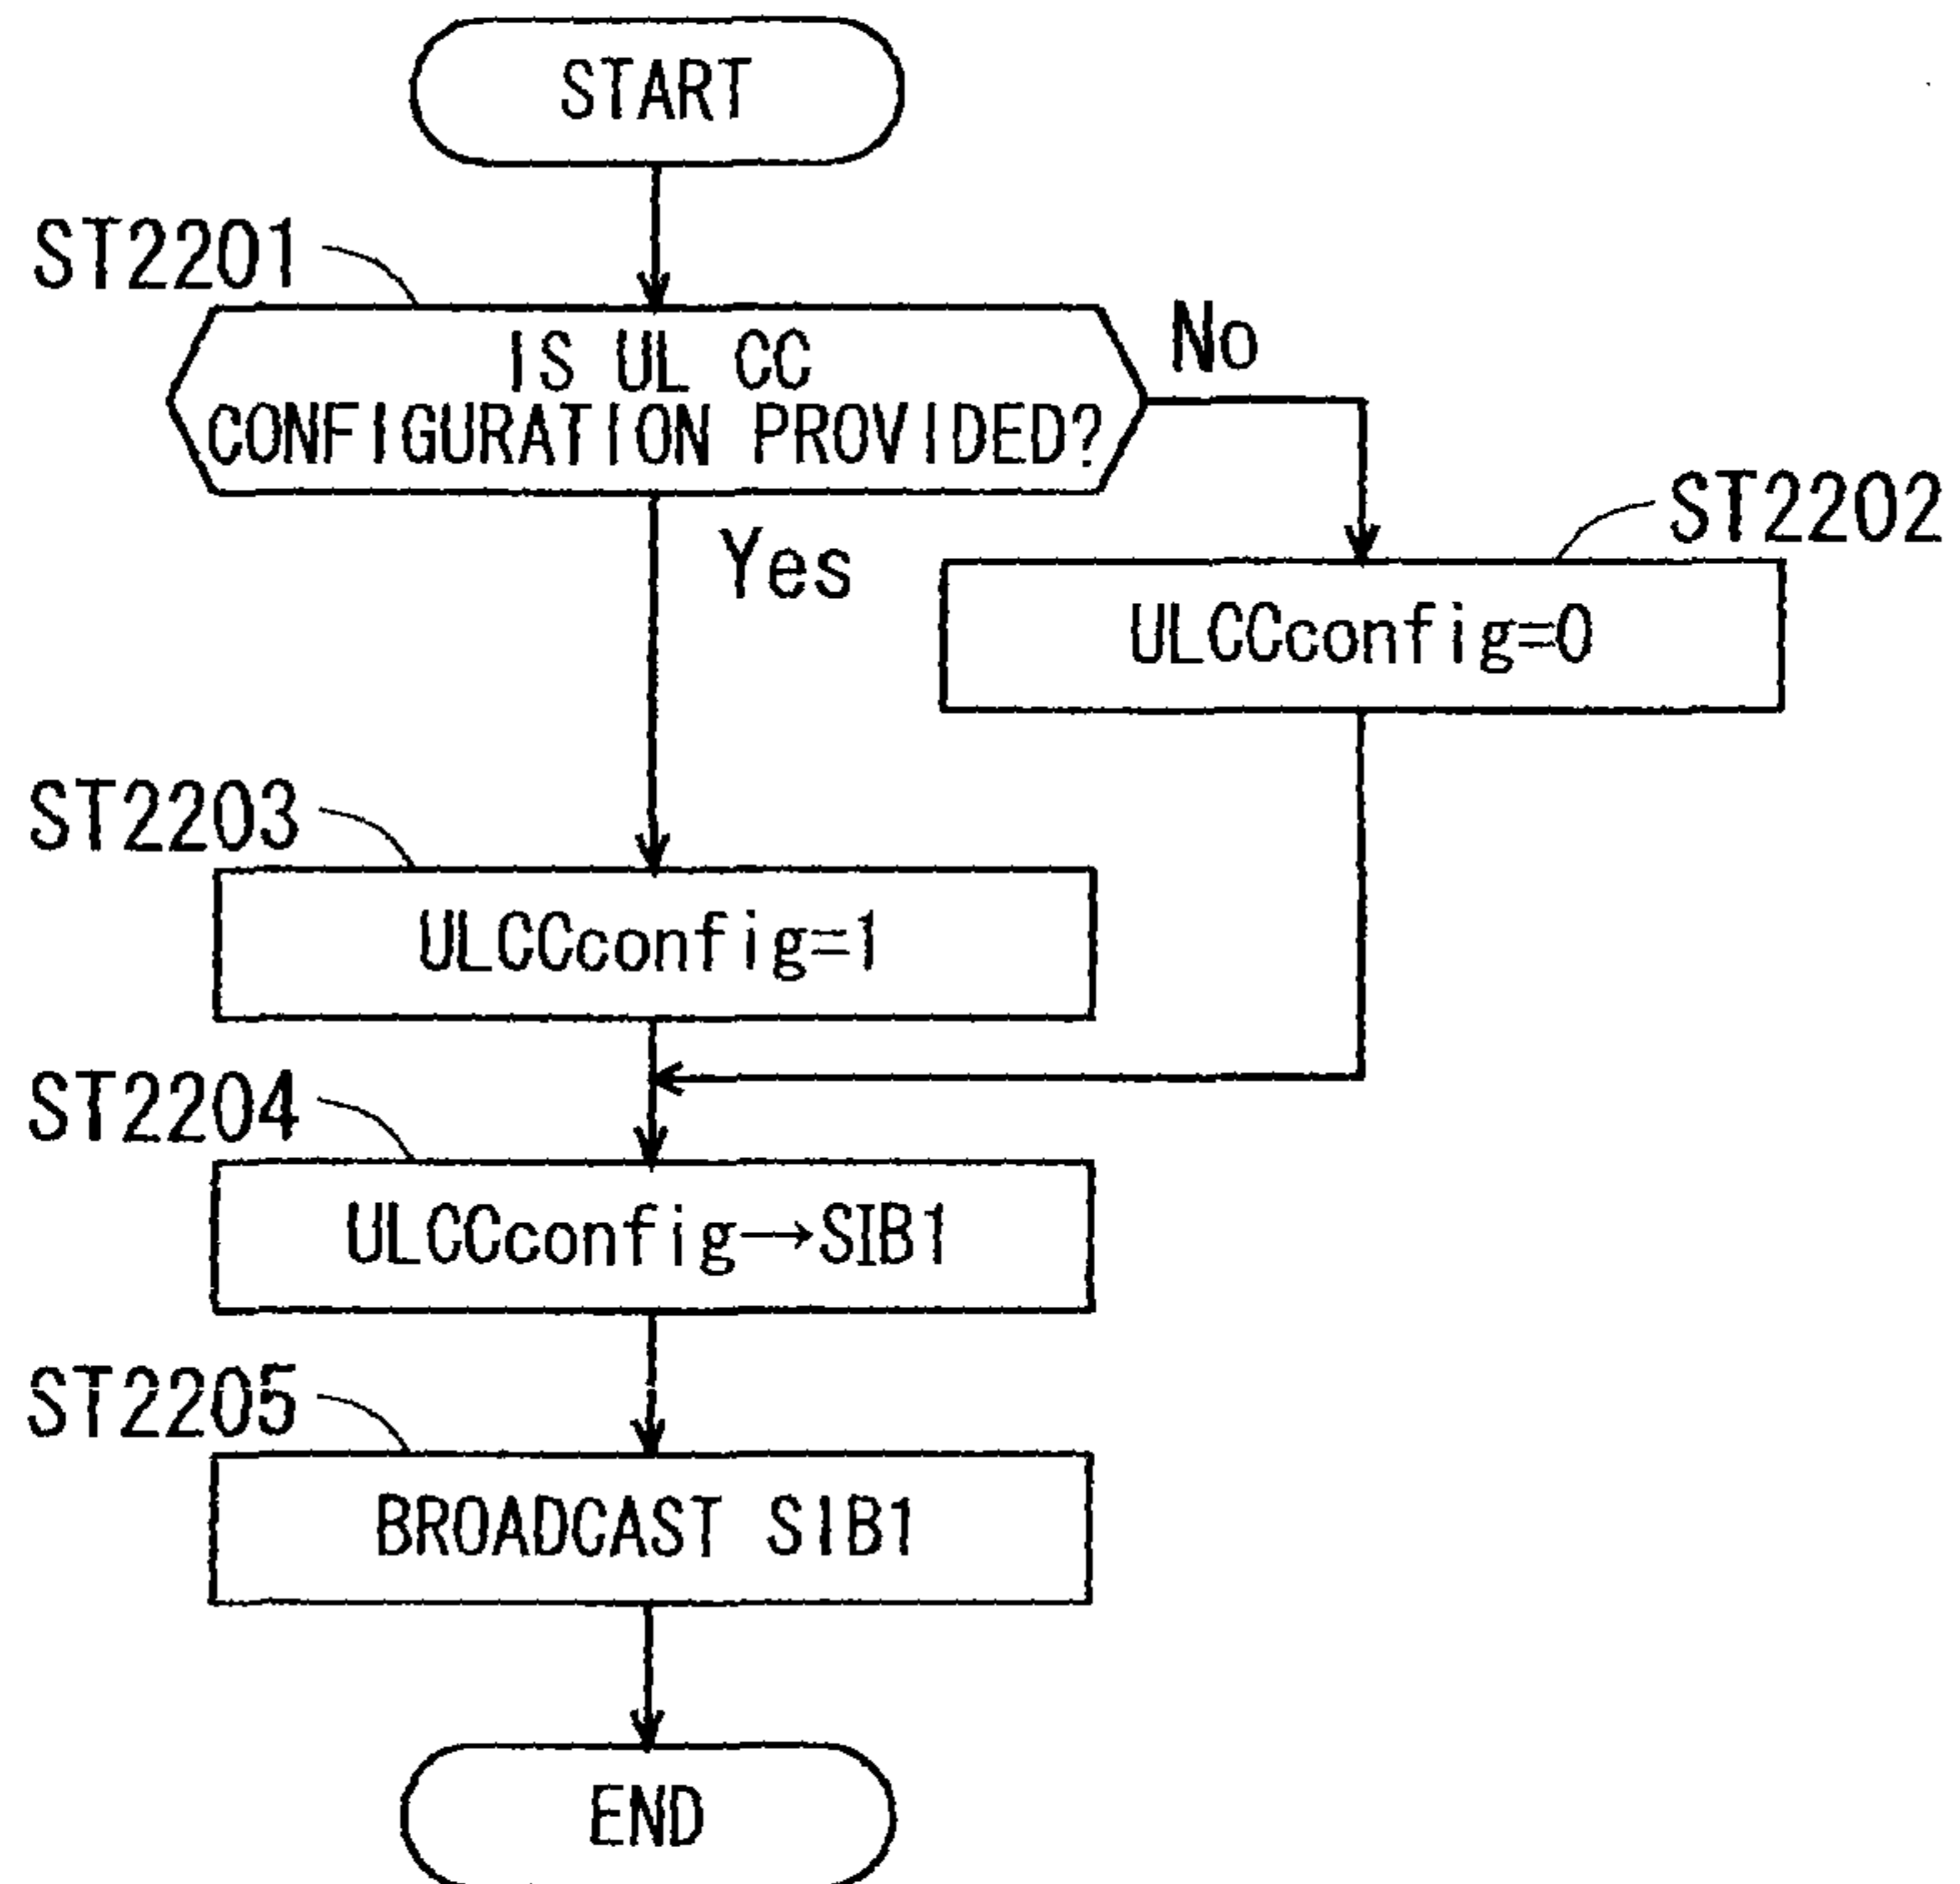 START
ST2201
IS UL CC
CONFIGURATION PROVIDED?
No
Yes
ST2202
ULCCconfig=0
ST2203
ULCCconfig=1
ST2204
ULCCconfig→SIB1
ST2205
BROADCAST SIB1
END